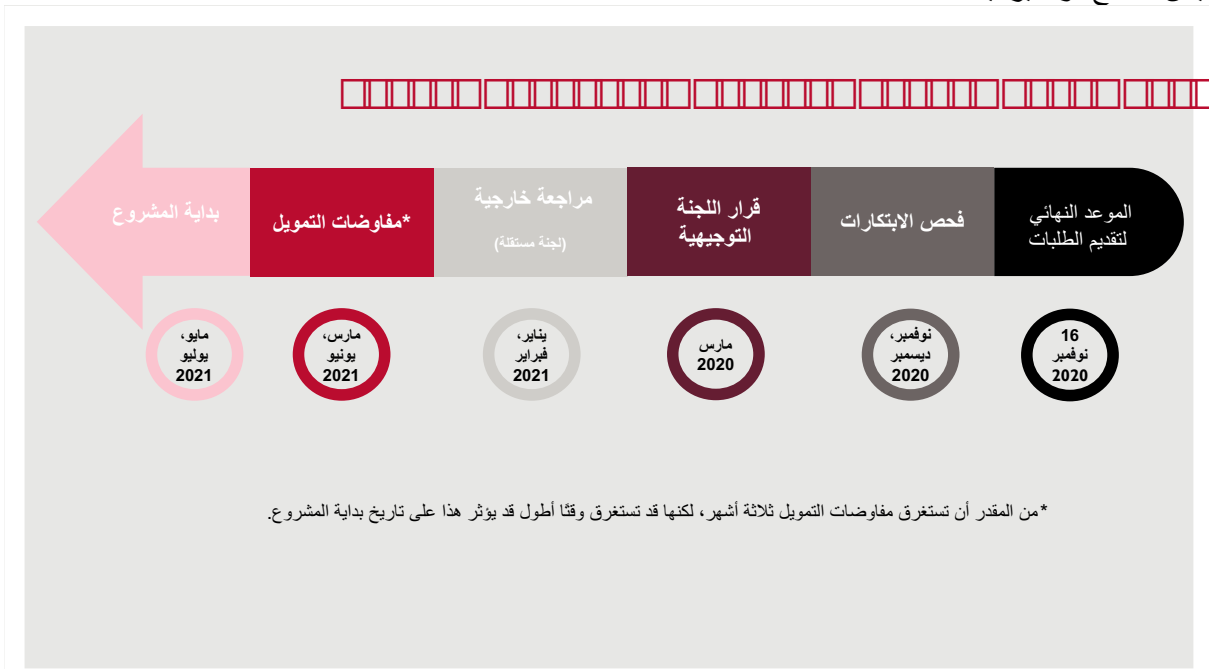 الموعد النهائي
لتقديم الطلبات
فحص الابتكارات
قرار اللجنة
التوجيهية
مراجعة خارجية
(لجنة مستقلة)
*مفاوضات التمويل
بداية المشروع
16
نوفمبر
2020
نوفمبر،
ديسمبر
2020
مارس
2020
يناير،
فبراير
2021
مارس،
يونيو
2021
مايو،
يوليو
2021
*من المقدر أن تستغرق مفاوضات التمويل ثلاثة أشهر، لكنها قد تستغرق وقتًا أطول قد يؤثر هذا على تاريخ بداية المشروع.